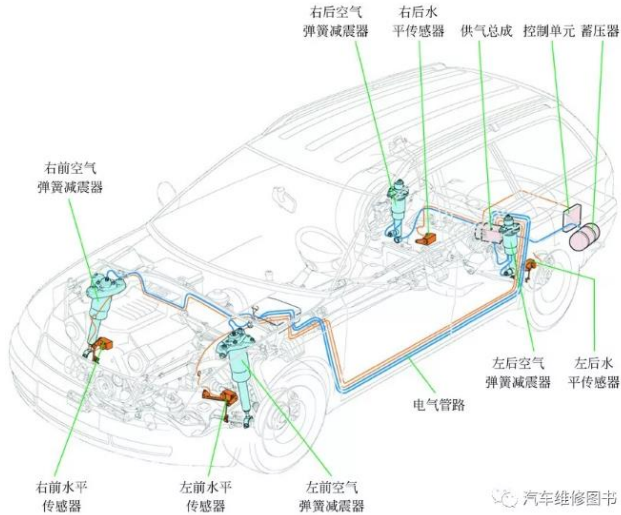 右后空气
弹簧减震器
右后水
平传感器
供气总成
控制单元
蓄压器
右前空气
弹簧减震器
左后空气
弹簧减震器
左后水
平传感器
电气管路
右前水平
传感器
左前水平
传感器
左前空气
弹簧减震器
汽车维修图书